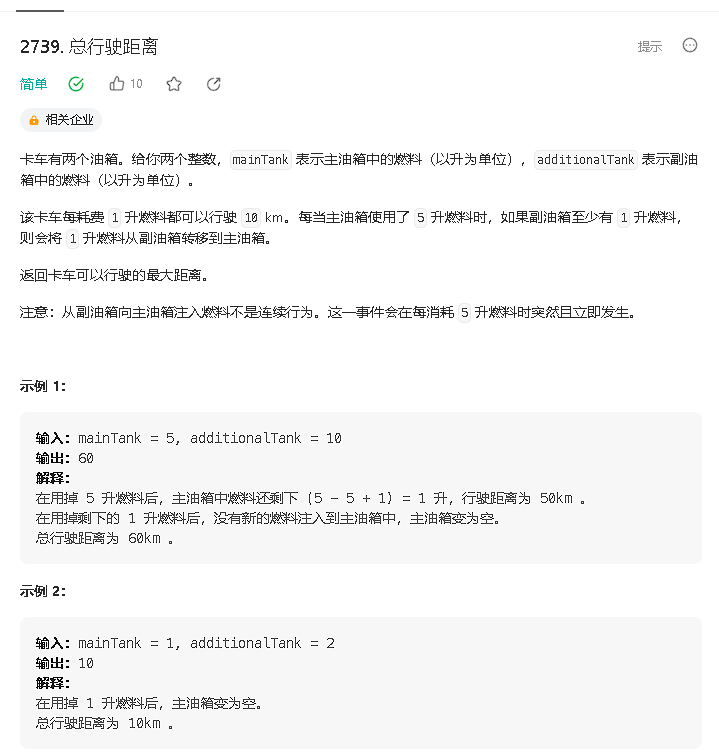 2739. 总行驶距离
提示
简单
10
相关企业
卡车有两个油箱。给你两个整数，mainTank 表示主油箱中的燃料（以升为单位），additionalTank 表示副油
箱中的燃料（以升为单位）。
该卡车每耗费 1 升燃料都可以行驶 10 km。每当主油箱使用了 5 升燃料时，如果副油箱至少有 1 升燃料，
则会将 1 升燃料从副油箱转移到主油箱。
返回卡车可以行驶的最大距离。
注意：从副油箱向主油箱注入燃料不是连续行为。这一事件会在每消耗 5 升燃料时突然且立即发生。
示例 1：
输入：mainTank = 5, additionalTank = 10
输出：60
解释：
在用掉 5 升燃料后，主油箱中燃料还剩下 (5 - 5 + 1) = 1 升，行驶距离为 50km 。
在用掉剩下的 1 升燃料后，没有新的燃料注入到主油箱中，主油箱变为空。
总行驶距离为 60km 。
示例 2：
输入：mainTank = 1, additionalTank = 2
输出：10
解释：
在用掉 1 升燃料后，主油箱变为空。
总行驶距离为 10km 。